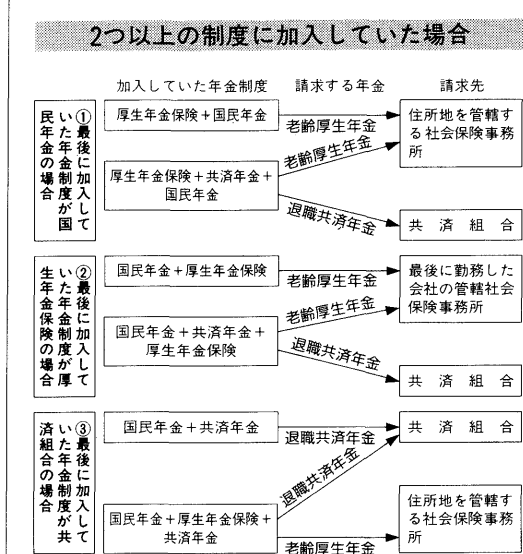 2つ以上の制度に加入していた場合
加入していた年金制度
請求する年金
請求先
①最後に加入して
いた年金制度が国
民年金の場合
厚生年金保険＋国民年金
老齢厚生年金
住所地を管轄す
る社会保険事務
所
厚生年金保険＋共済年金＋
国民年金
老齢厚生年金
退職共済年金
共済組合
②最後に加入して
いた年金制度が厚
生年金保険の場合
国民年金＋厚生年金保険
老齢厚生年金
最後に勤務した
会社の管轄社会
保険事務所
国民年金＋共済年金＋
厚生年金保険
老齢厚生年金
退職共済年金
共済組合
③最後に加入して
いた年金制度が共
済組合の場合
国民年金＋共済年金
退職共済年金
共済組合
国民年金＋厚生年金保険＋
共済年金
退職共済年金
老齢厚生年金
住所地を管轄す
る社会保険事務
所